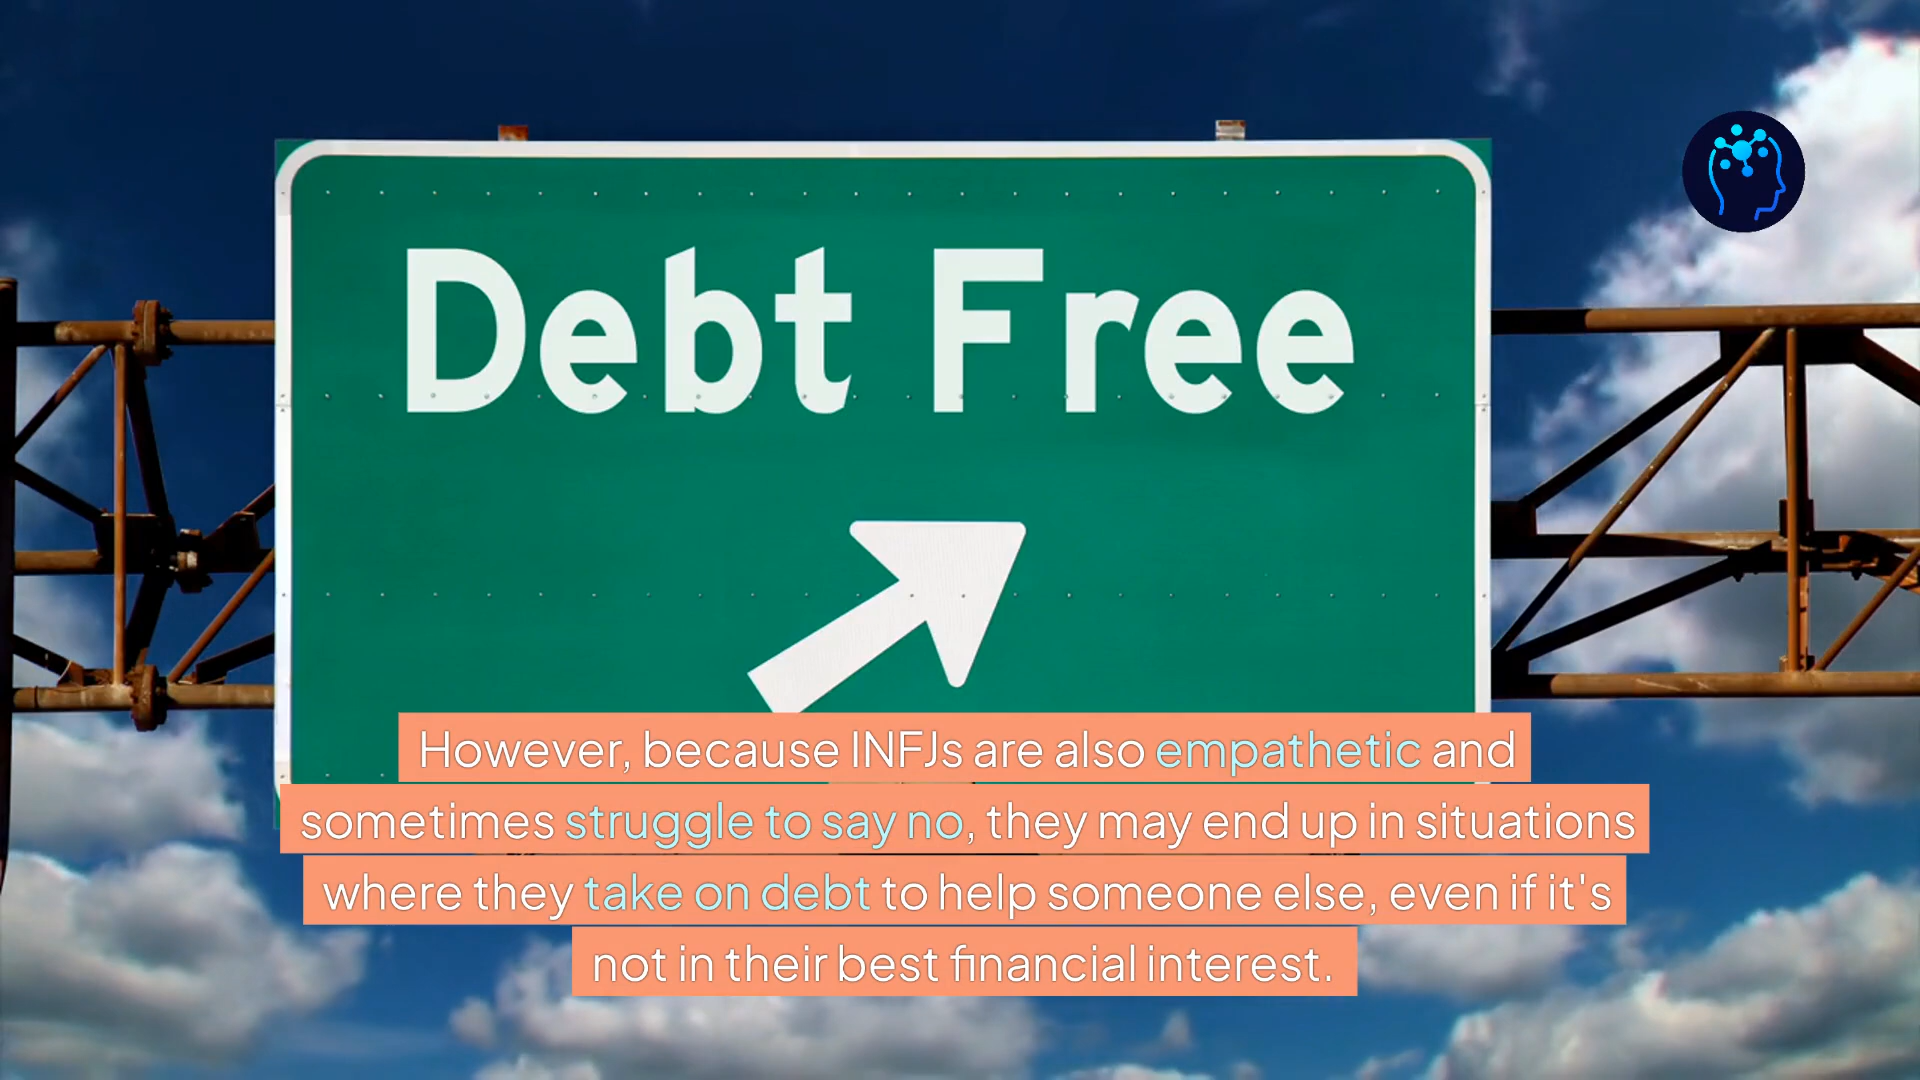 Debt Free
However, because INFJs are also empathetic and
sometimes struggle to say no, they may end up in situations
where they take on debt to help someone else, even if it's
not in their best financial interest.